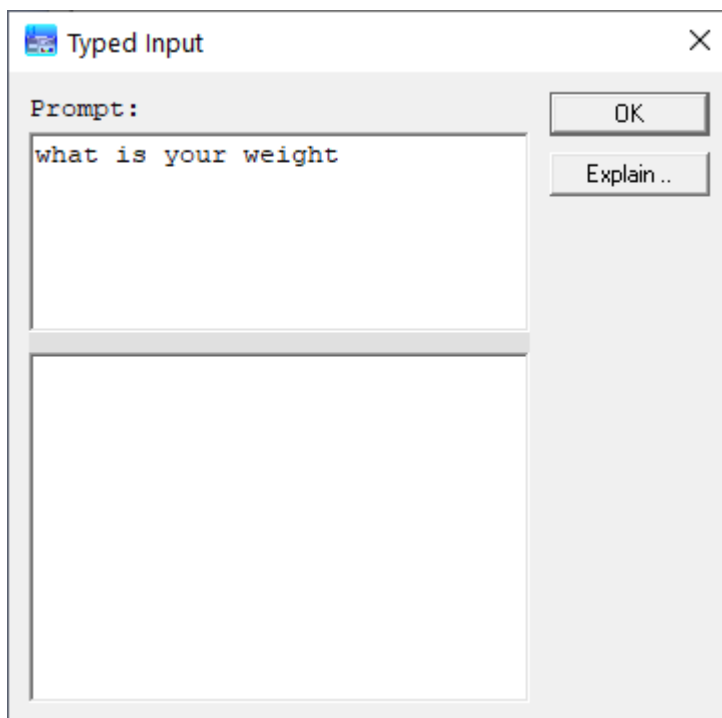 Typed Input
Prompt:
OK
what is your weight
Explain ..